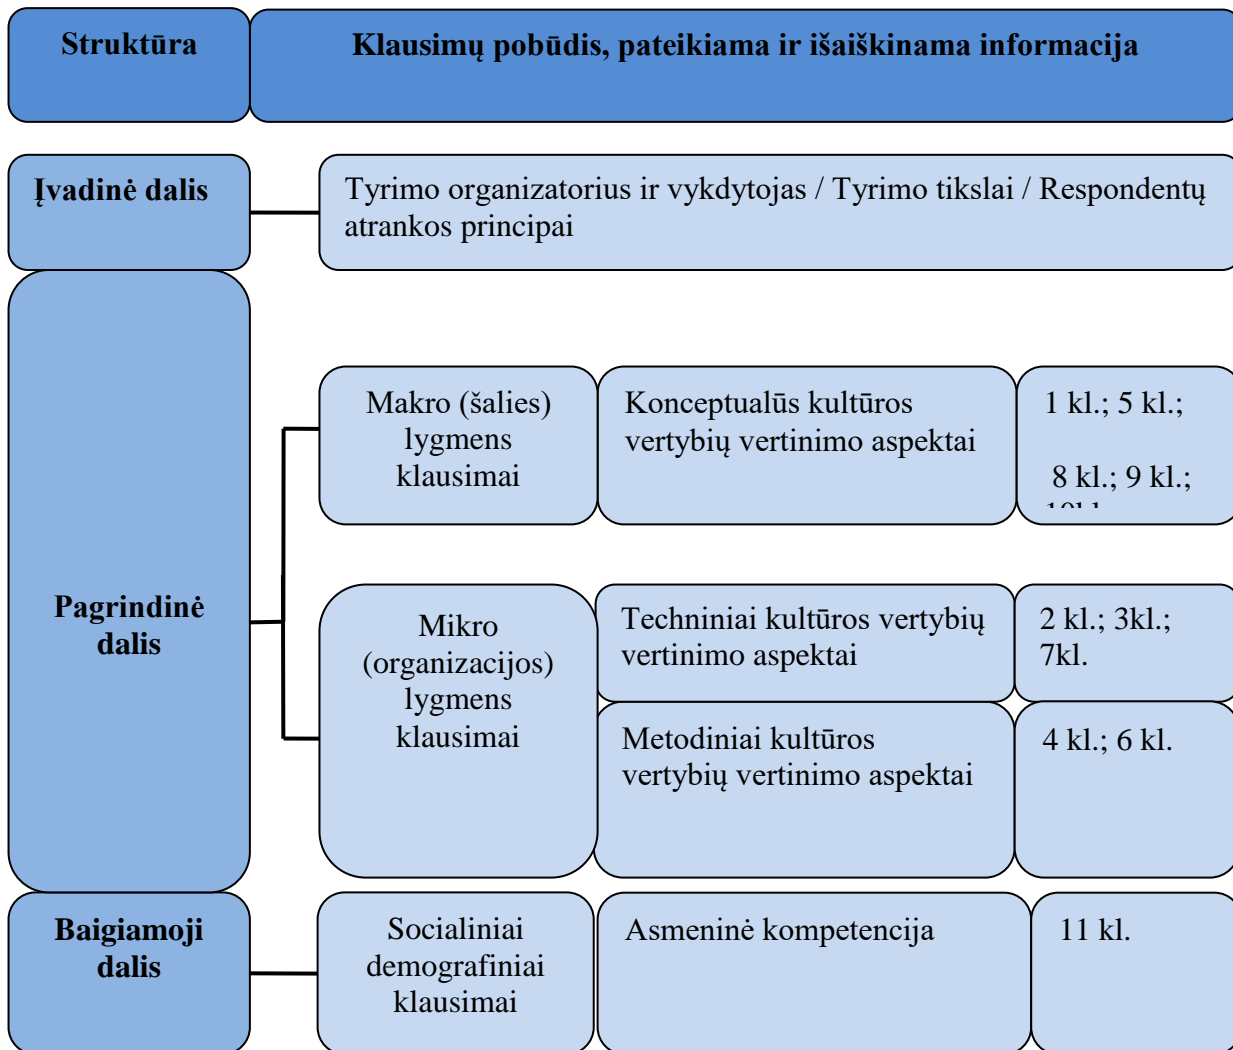 Struktūra
Klausimų pobūdis, pateikiama ir išaiškinama informacija
Įvadinė dalis
Tyrimo organizatorius ir vykdytojas / Tyrimo tikslai / Respondentų
atrankos principai
Pagrindinė
dalis
Makro (šalies)
lygmens
klausimai
Konceptualūs kultūros
vertybių vertinimo aspektai
1 kl.; 5 kl.;
8 kl.; 9 kl.;
Mikro
(organizacijos)
lygmens
klausimai
Techniniai kultūros vertybių
vertinimo aspektai
2 kl.; 3kl.;
7kl.
Metodiniai kultūros
vertybių vertinimo aspektai
4 kl.; 6 kl.
Baigiamoji
dalis
Socialiniai
demografiniai
klausimai
Asmeninė kompetencija
11 kl.